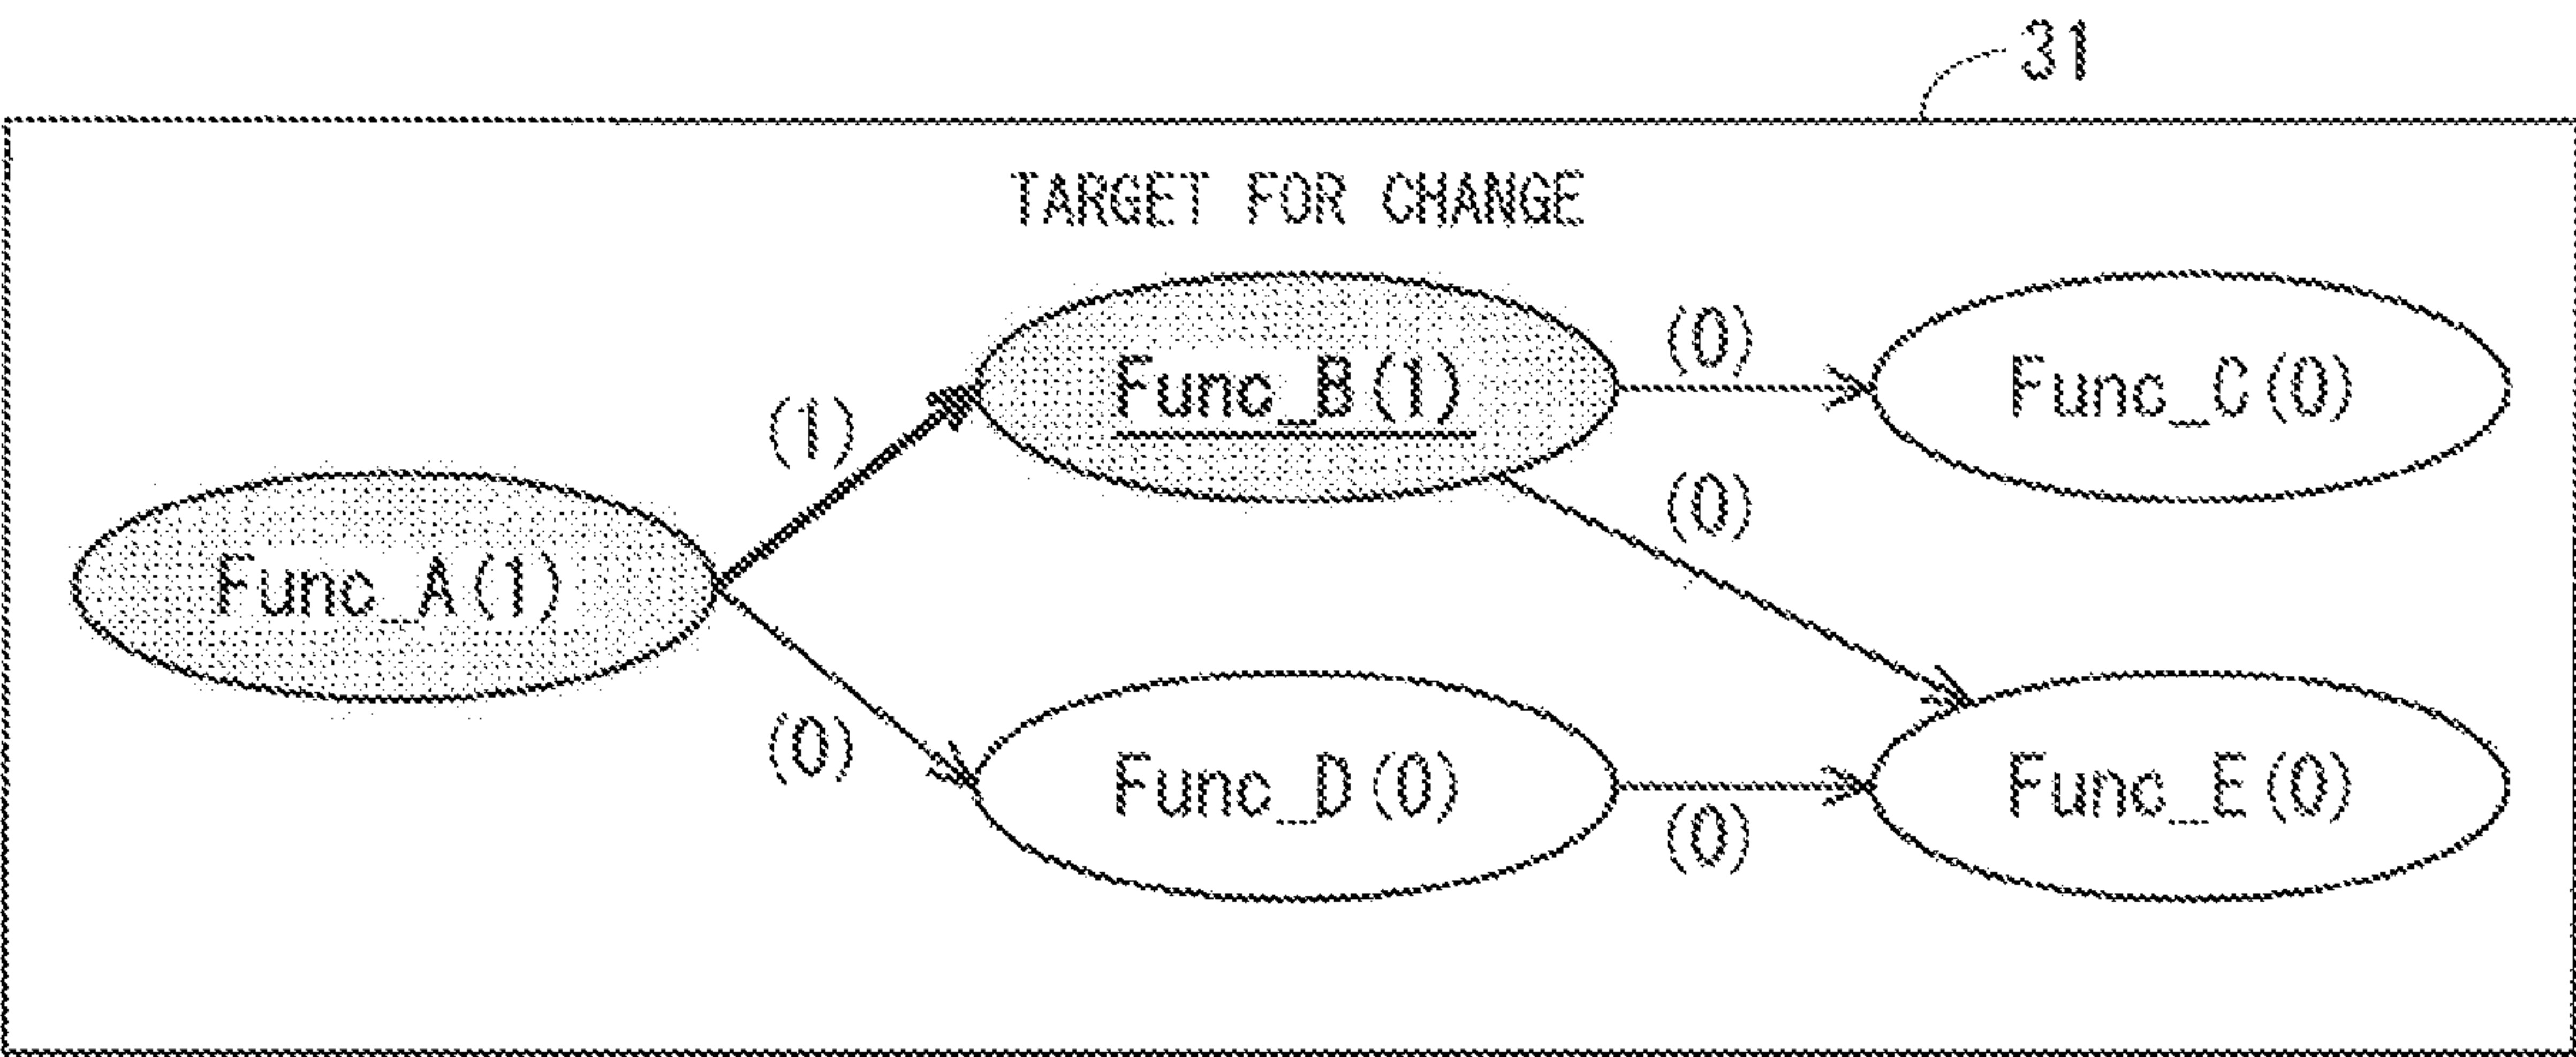 31
TARGET FOR CHANGE
(0)
Func_B(1)
Func_C(0)
(1)
(0)
Func_A(1)
(0)
Func_D(0)
Func_E(0)
(0)